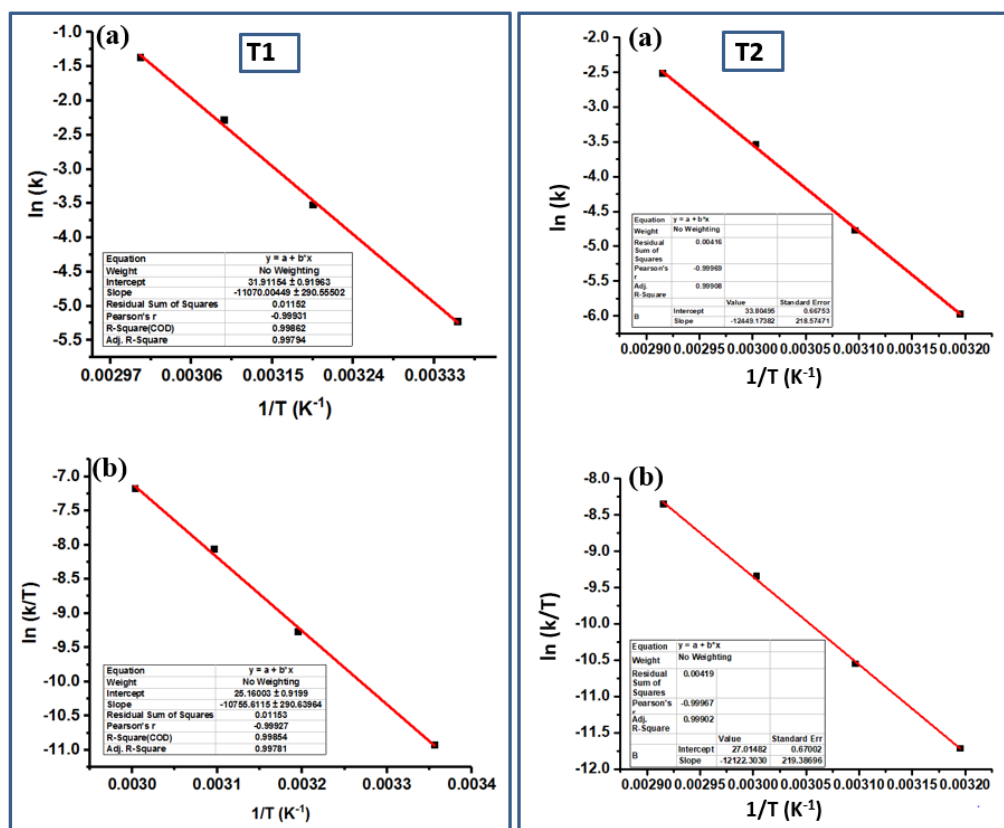 (a)
T1
-1.0
-1.5
-2.0
-2.5
-3.0
-3.5
-4.0
-4.5
-5.0
-5.5
ln (k)
Equation y = a + b*x
Weight No Weighting
Intercept 31.91154 ± 0.91963
Slope -11070.00449 ± 290.55502
Residual Sum of Squares 0.01152
Pearson's r -0.99931
R-Square(COD) 0.99862
Adj. R-Square 0.99794
0.00297 0.00306 0.00315 0.00324 0.00333
1/T (K-1)
(b)
-7.0
-7.5
-8.0
-8.5
-9.0
-9.5
-10.0
-10.5
-11.0
ln (k/T)
Equation y = a + b*x
Weight No Weighting
Intercept 25.16003 ± 0.9199
Slope -10755.6115 ± 290.63964
Residual Sum of Squares 0.01153
Pearson's r -0.99927
R-Square(COD) 0.99854
Adj. R-Square 0.99781
0.0030 0.0031 0.0032 0.0033 0.0034
1/T (K-1)
(a)
T2
-2.0
-2.5
-3.0
-3.5
-4.0
-4.5
-5.0
-5.5
-6.0
ln (k)
Equation y = a + b*x
Weight No Weighting
Residual 0.00416
Sum of
Squares
Pearson's -0.99969
r
Adj. 0.99908
R-Square
Value Standard Error
B Intercept 33.80495 0.66753
Slope -12449.17382 218.57471
0.00290 0.00295 0.00300 0.00305 0.00310 0.00315 0.00320
1/T (K-1)
(b)
-8.0
-8.5
-9.0
-9.5
-10.0
-10.5
-11.0
-11.5
-12.0
ln (k/T)
Equation y = a + b*x
Weight No Weighting
Residual 0.00419
Sum of
Squares
Pearson's -0.99967
r
Adj. 0.99902
R-Square
Value Standard Err
B Intercept 27.01482 0.67002
Slope -12122.3030 219.38696
0.00290 0.00295 0.00300 0.00305 0.00310 0.00315 0.00320
1/T (K-1)